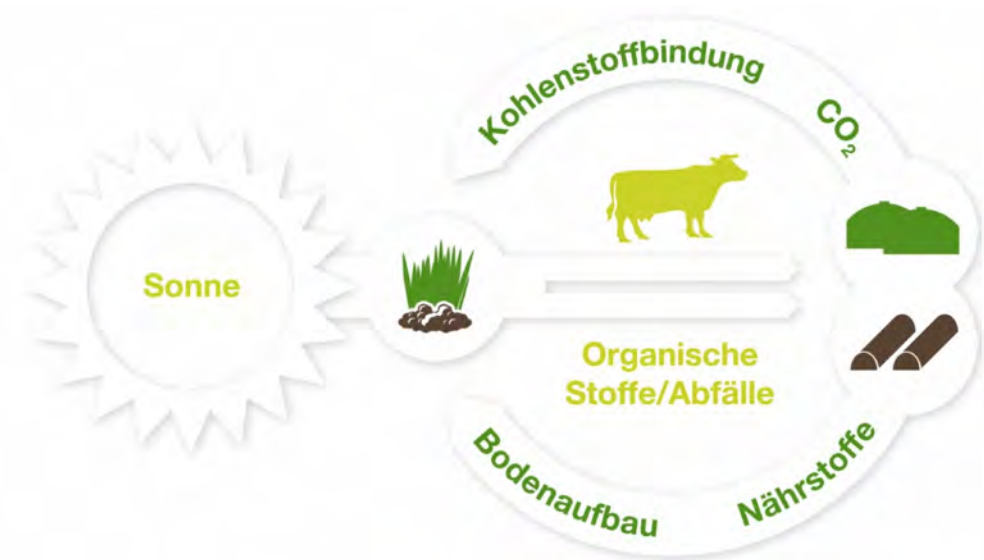 Kohlenstoffbindung
CO₂
Sonne
Organische
Stoffe/Abfälle
Bodenaufbau
Nährstoffe